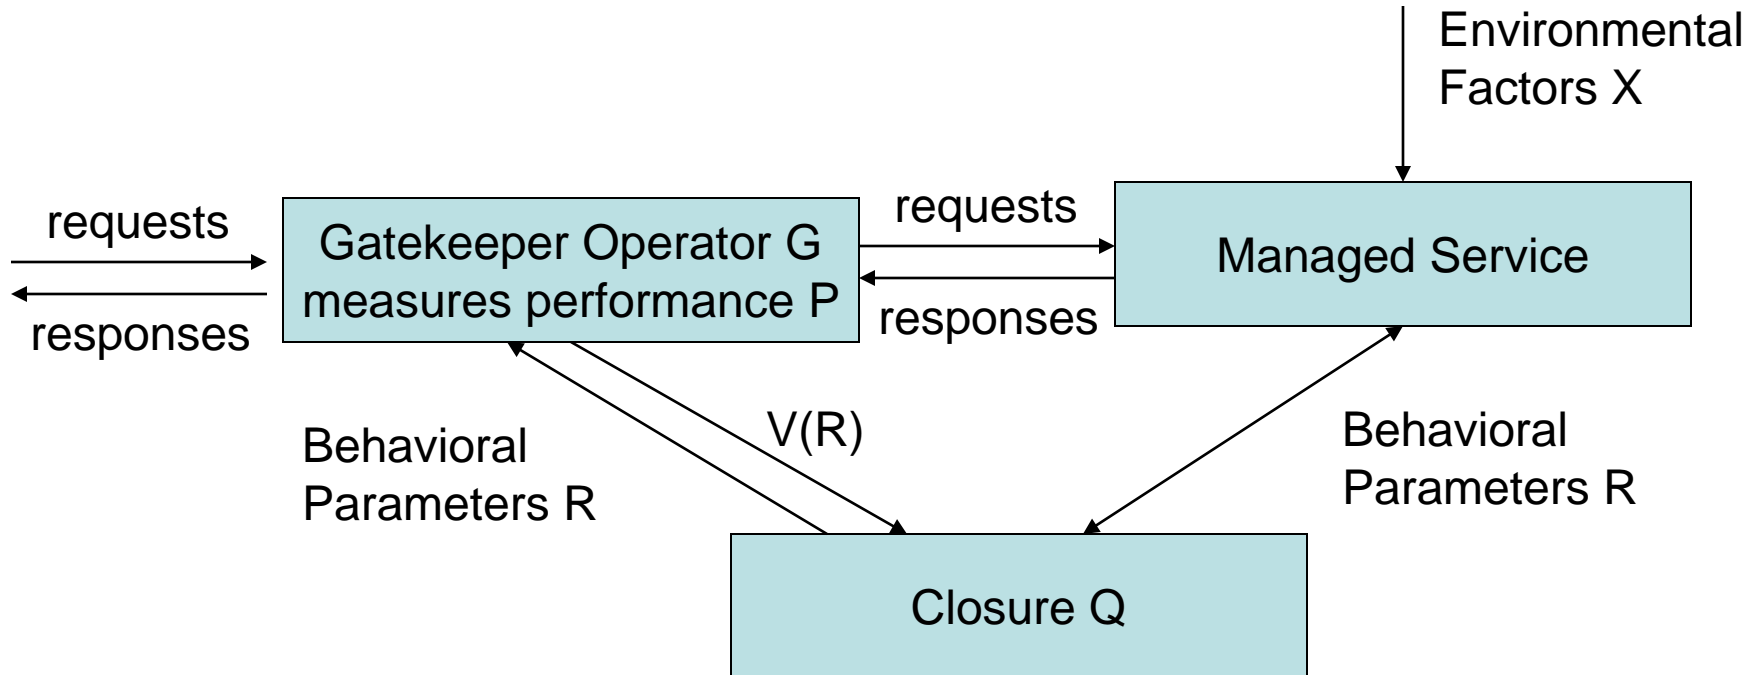 Environmental
Factors X
requests
responses
Gatekeeper Operator G
measures performance P
requests
responses
Managed Service
Behavioral
Parameters R
V(R)
Behavioral
Parameters R
Closure Q